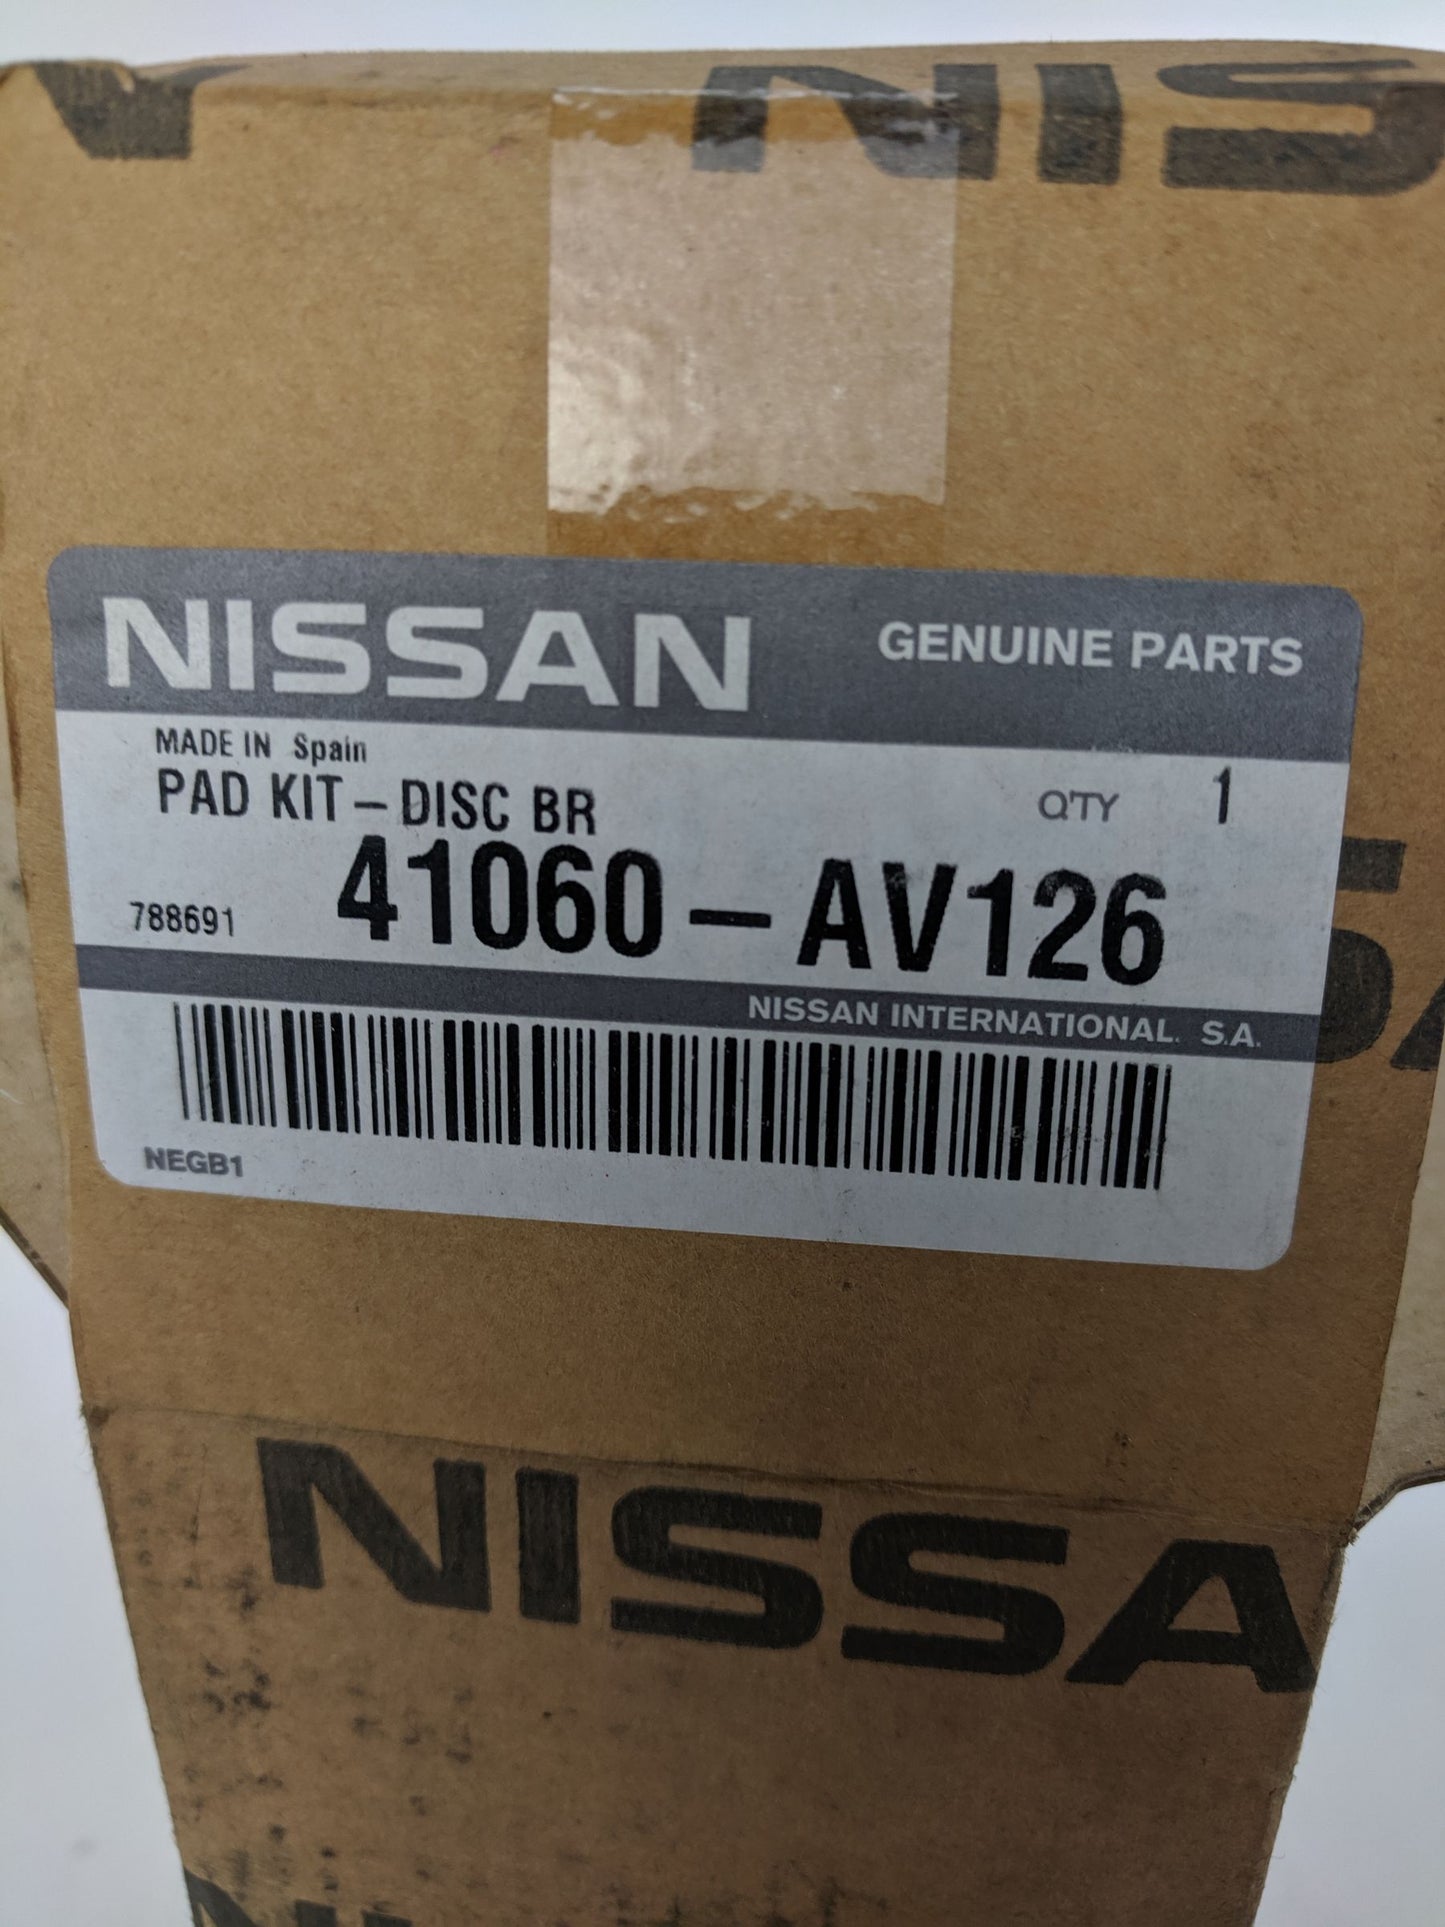 NIS
NISSAN GENUINE PARTS
MADE IN Spain
PAD KIT-DISC BR Q'TY 1
788691 41060-AV126
NISSAN INTERNATIONAL. S.A.
NEGB1
NISSA